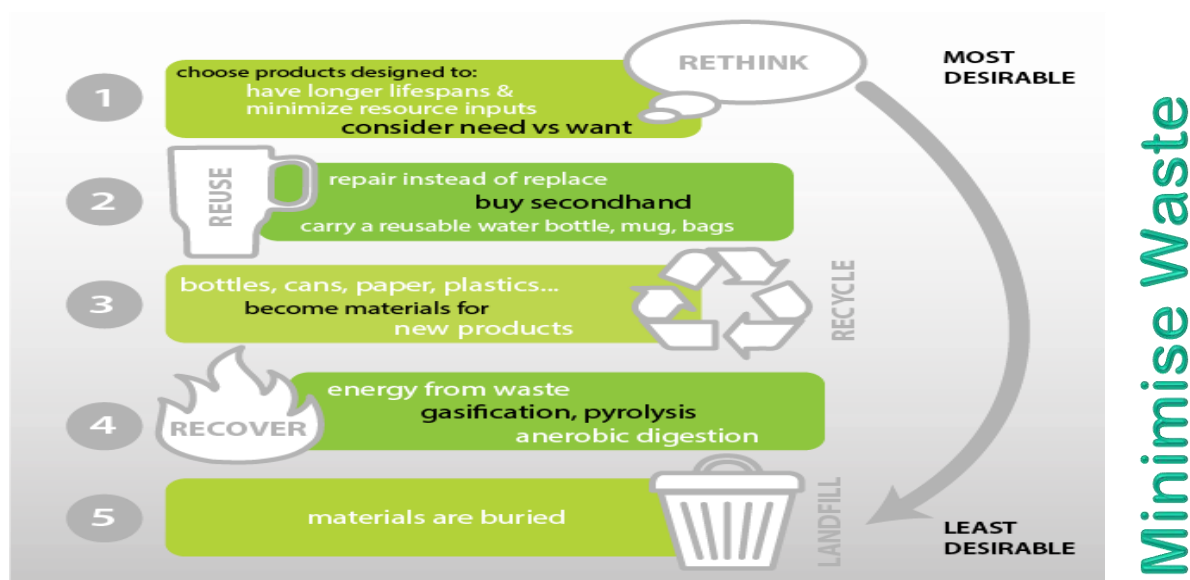 RETHINK
MOST
DESIRABLE
1
choose products designed to:
have longer lifespans &
minimize resource inputs
consider need vs want
2
REUSE
repair instead of replace
buy secondhand
carry a reusable water bottle, mug, bags
3
bottles, cans, paper, plastics...
become materials for
new products
RECYCLE
4
RECOVER
energy from waste
gasification, pyrolysis
anerobic digestion
5
materials are buried
LANDFILL
LEAST
DESIRABLE
Minimise Waste